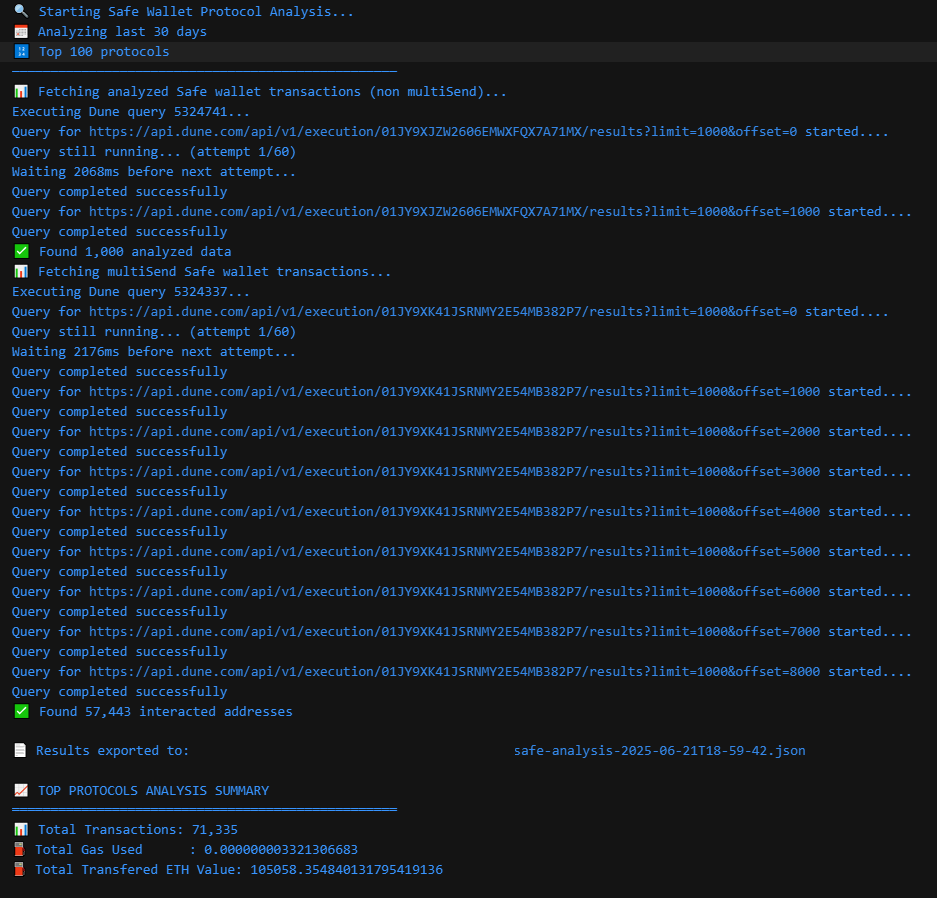 🔍 Starting Safe Wallet Protocol Analysis...
📅 Analyzing last 30 days
🔢 Top 100 protocols
📊 Fetching analyzed Safe wallet transactions (non multiSend)...
Executing Dune query 5324741...
Query for https://api.dune.com/api/v1/execution/01JY9XJZW2606EMWXFQX7A71MX/results?limit=1000&offset=0 started....
Query still running... (attempt 1/60)
Waiting 2068ms before next attempt...
Query completed successfully
Query for https://api.dune.com/api/v1/execution/01JY9XJZW2606EMWXFQX7A71MX/results?limit=1000&offset=1000 started....
Query completed successfully
✅ Found 1,000 analyzed data
📊 Fetching multiSend Safe wallet transactions...
Executing Dune query 5324337...
Query for https://api.dune.com/api/v1/execution/01JY9XK41JSRNMY2E54MB382P7/results?limit=1000&offset=0 started....
Query still running... (attempt 1/60)
Waiting 2176ms before next attempt...
Query completed successfully
Query for https://api.dune.com/api/v1/execution/01JY9XK41JSRNMY2E54MB382P7/results?limit=1000&offset=1000 started....
Query completed successfully
Query for https://api.dune.com/api/v1/execution/01JY9XK41JSRNMY2E54MB382P7/results?limit=1000&offset=2000 started....
Query completed successfully
Query for https://api.dune.com/api/v1/execution/01JY9XK41JSRNMY2E54MB382P7/results?limit=1000&offset=3000 started....
Query completed successfully
Query for https://api.dune.com/api/v1/execution/01JY9XK41JSRNMY2E54MB382P7/results?limit=1000&offset=4000 started....
Query completed successfully
Query for https://api.dune.com/api/v1/execution/01JY9XK41JSRNMY2E54MB382P7/results?limit=1000&offset=5000 started....
Query completed successfully
Query for https://api.dune.com/api/v1/execution/01JY9XK41JSRNMY2E54MB382P7/results?limit=1000&offset=6000 started....
Query completed successfully
Query for https://api.dune.com/api/v1/execution/01JY9XK41JSRNMY2E54MB382P7/results?limit=1000&offset=7000 started....
Query completed successfully
Query for https://api.dune.com/api/v1/execution/01JY9XK41JSRNMY2E54MB382P7/results?limit=1000&offset=8000 started....
Query completed successfully
✅ Found 57,443 interacted addresses
📄 Results exported to: safe-analysis-2025-06-21T18-59-42.json
📈 TOP PROTOCOLS ANALYSIS SUMMARY
📊 Total Transactions: 71,335
⛽ Total Gas Used : 0.000000003321306683
⛽ Total Transfered ETH Value: 105058.354840131795419136